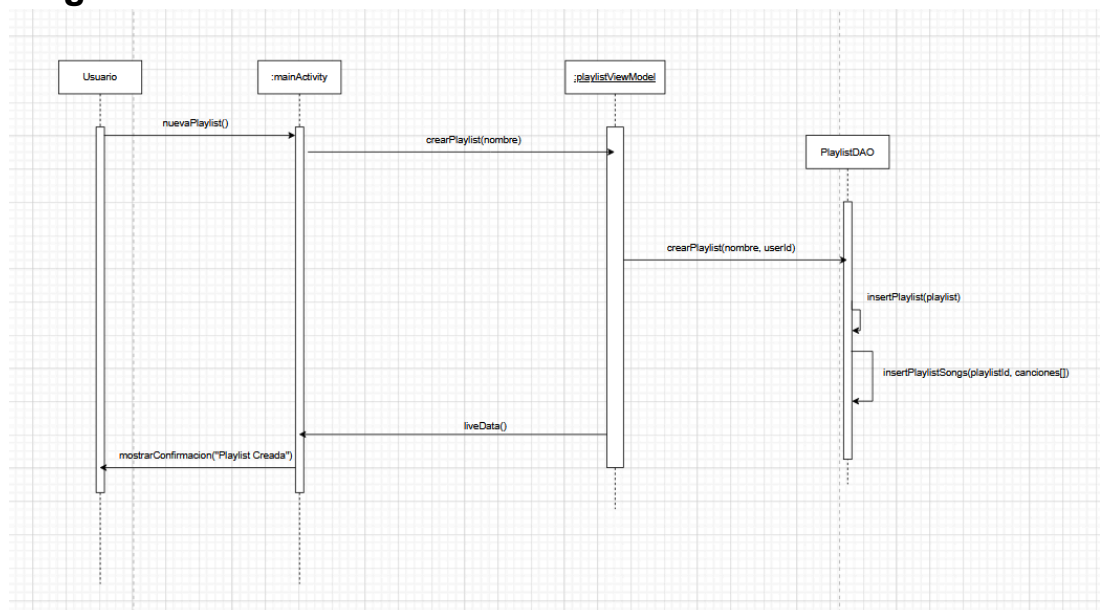 Usuario
:mainActivity
:playlistViewModel
nuevaPlaylist()
crearPlaylist(nombre)
PlaylistDAO
crearPlaylist(nombre, userId)
insertPlaylist(playlist)
insertPlaylistSongs(playlistId, canciones[])
liveData()
mostrarConfirmacion("Playlist Creada")